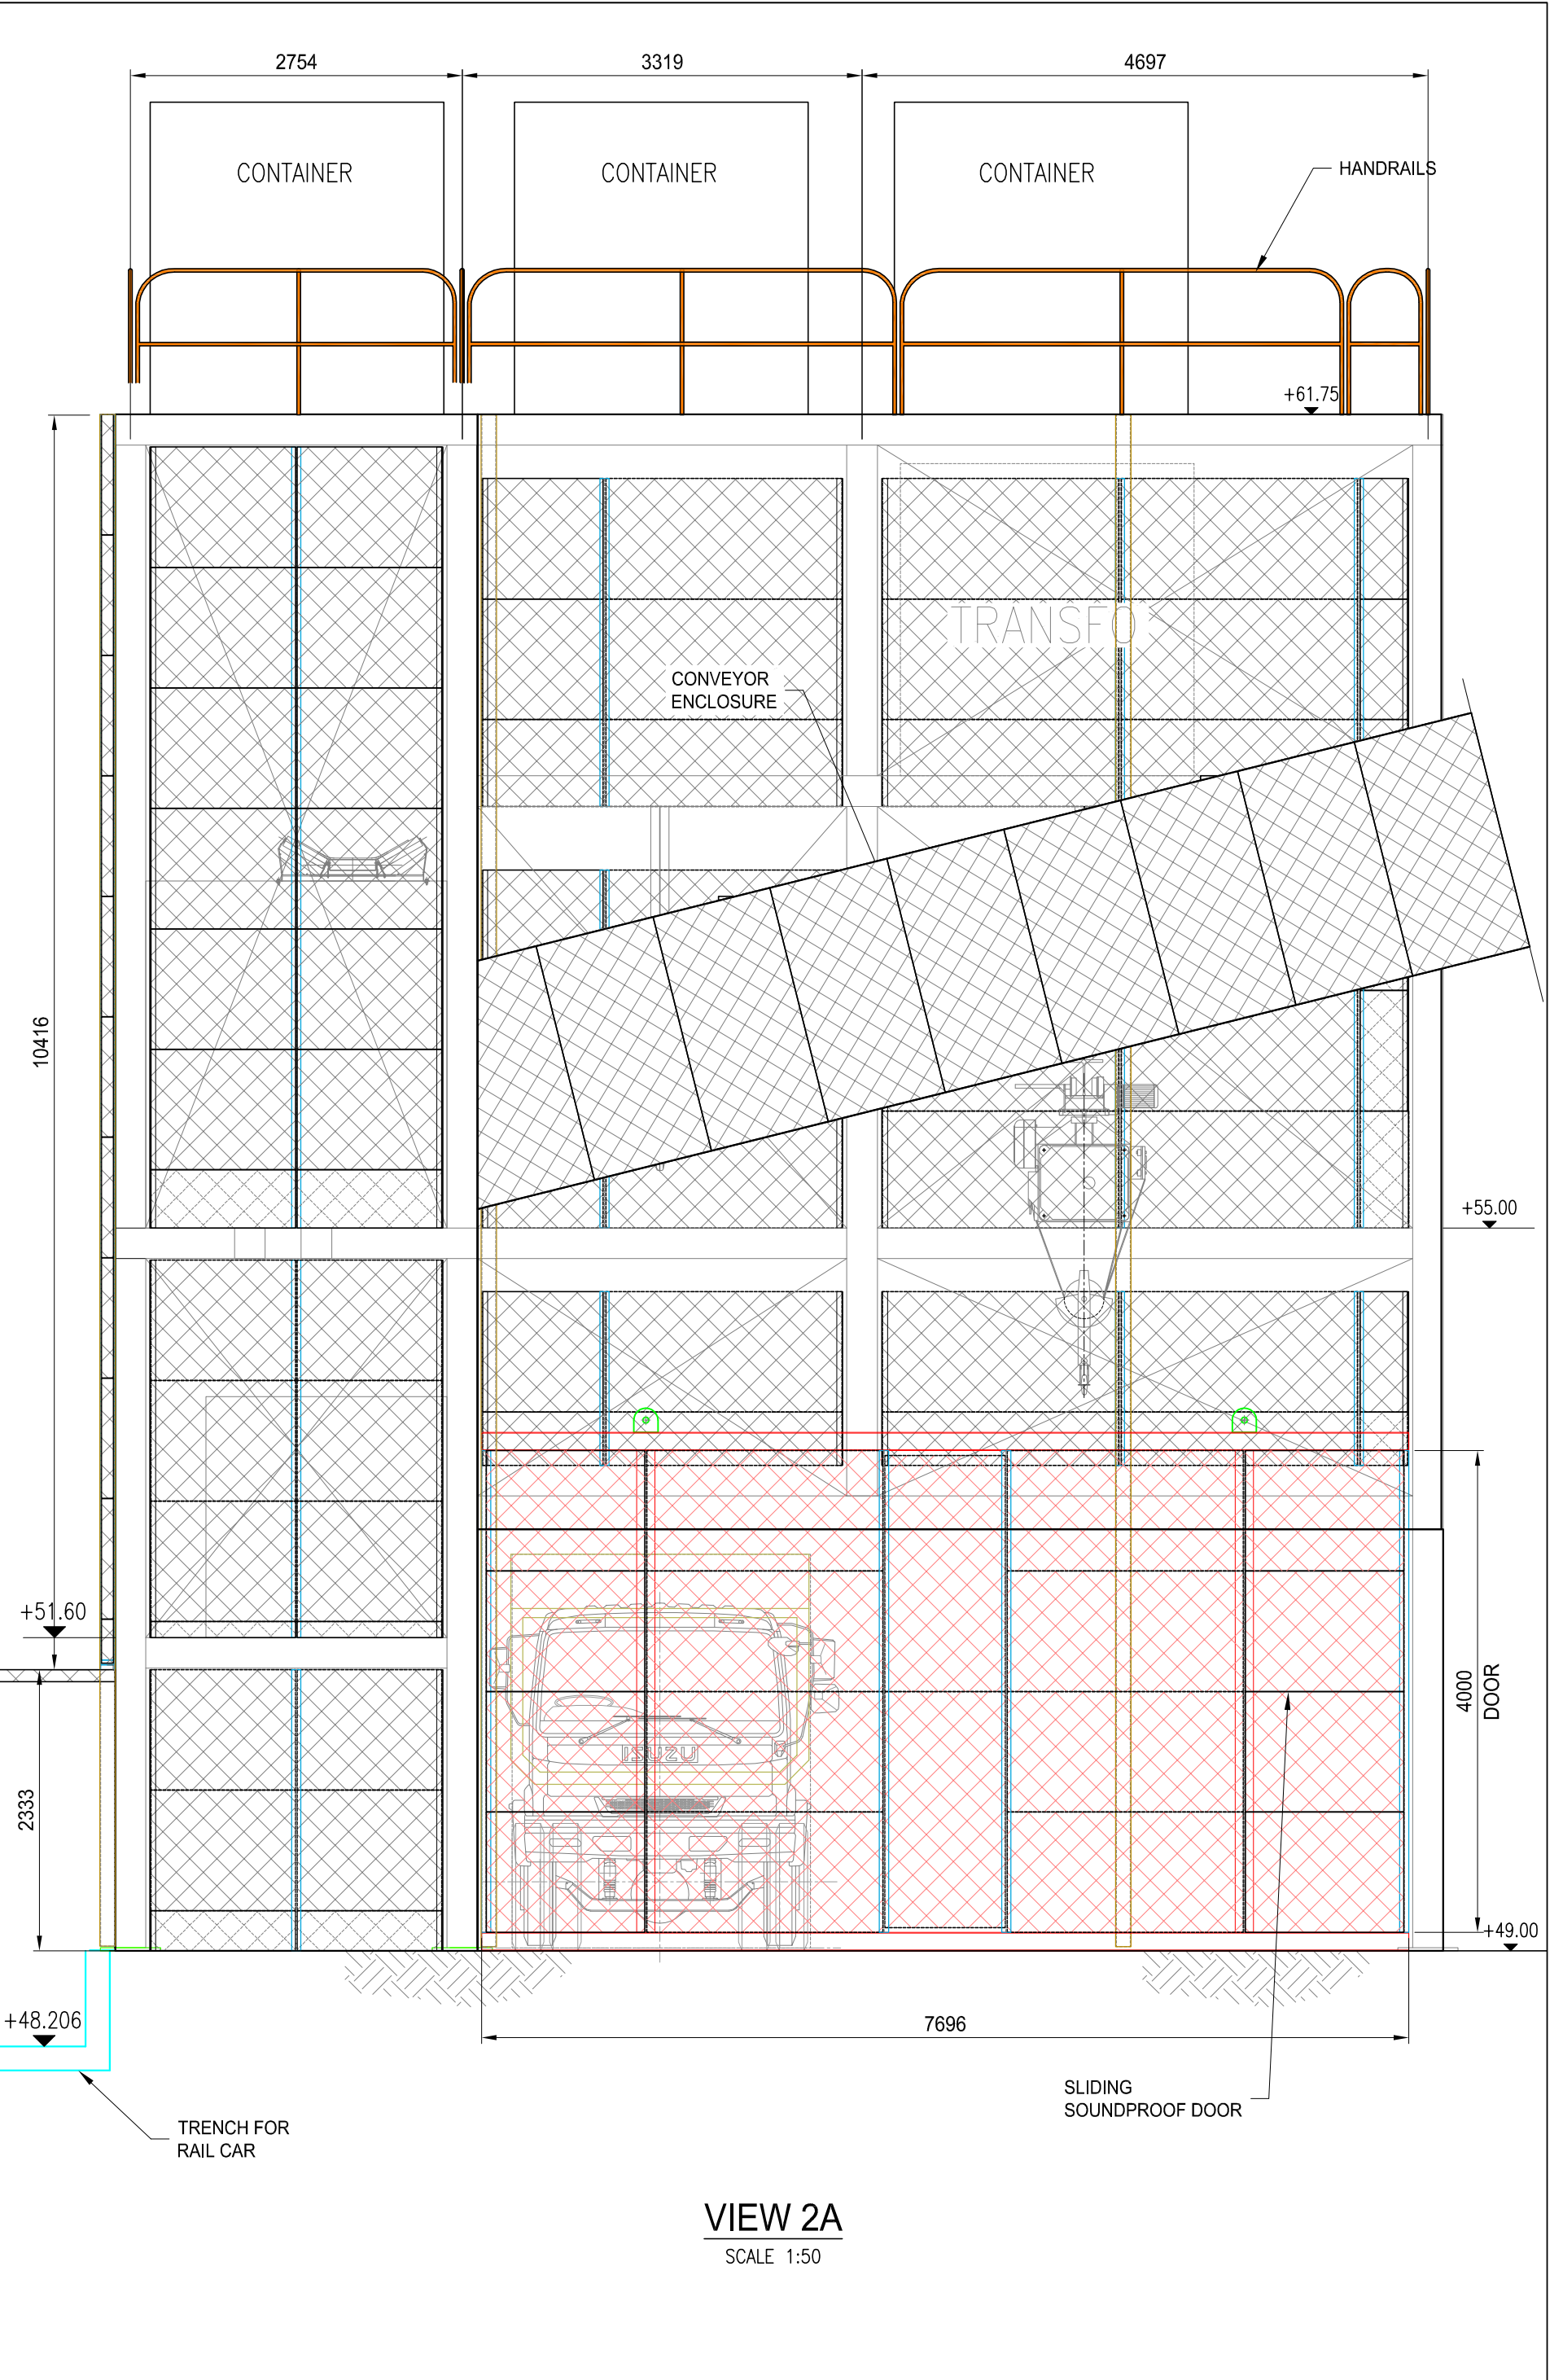 2754
3319
4697
CONTAINER
CONTAINER
CONTAINER
HANDRAILS
+61.75
TRANSFO
CONVEYOR
ENCLOSURE
10416
+55.00
+51.60
4000
DOOR
ISUZU
2333
+49.00
+48.206
7696
SLIDING
SOUNDPROOF DOOR
TRENCH FOR
RAIL CAR
VIEW 2A
SCALE 1:50